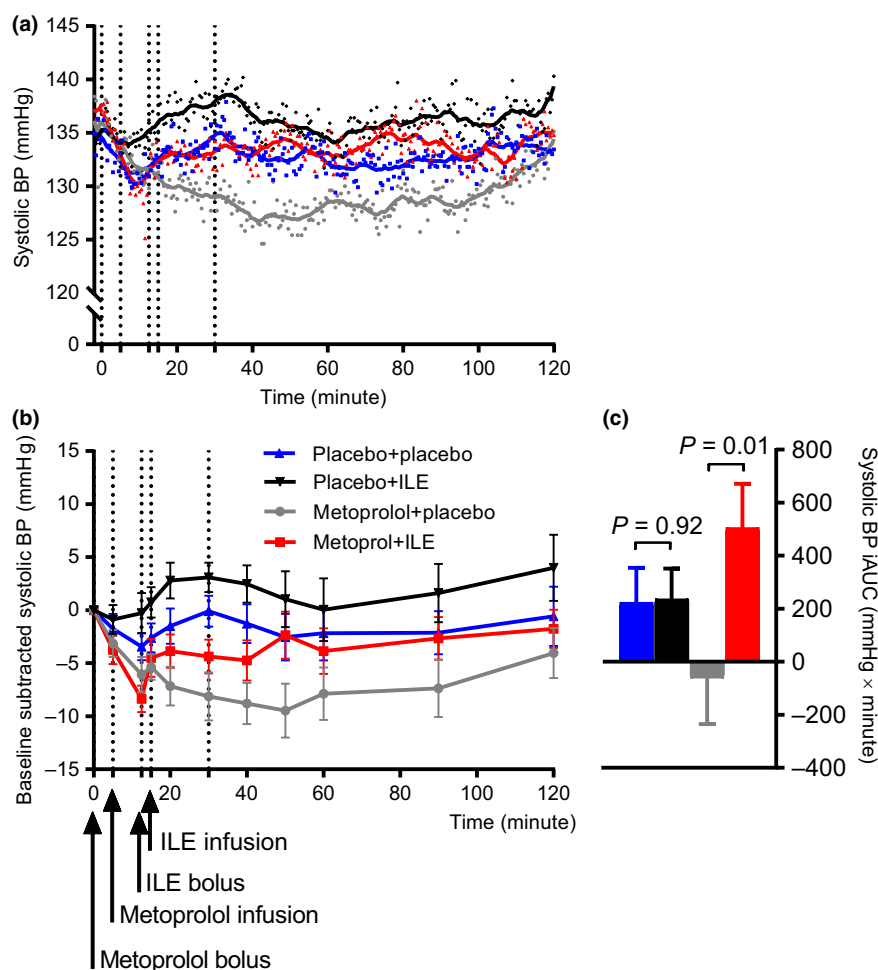 (a)
145
140
135
130
125
120
0
Systolic BP (mmHg)
0 20 40 60 80 100 120
Time (minute)
(b)
15
10
5
0
–5
–10
–15
Baseline subtracted systolic BP (mmHg)
Placebo+placebo
Placebo+ILE
Metoprolol+placebo
Metoprol+ILE
0 20 40 60 80 100 120
Time (minute)
ILE infusion
ILE bolus
Metoprolol infusion
Metoprolol bolus
(c)
P = 0.01
P = 0.92
800
600
400
200
0
–200
–400
Systolic BP iAUC (mmHg × minute)